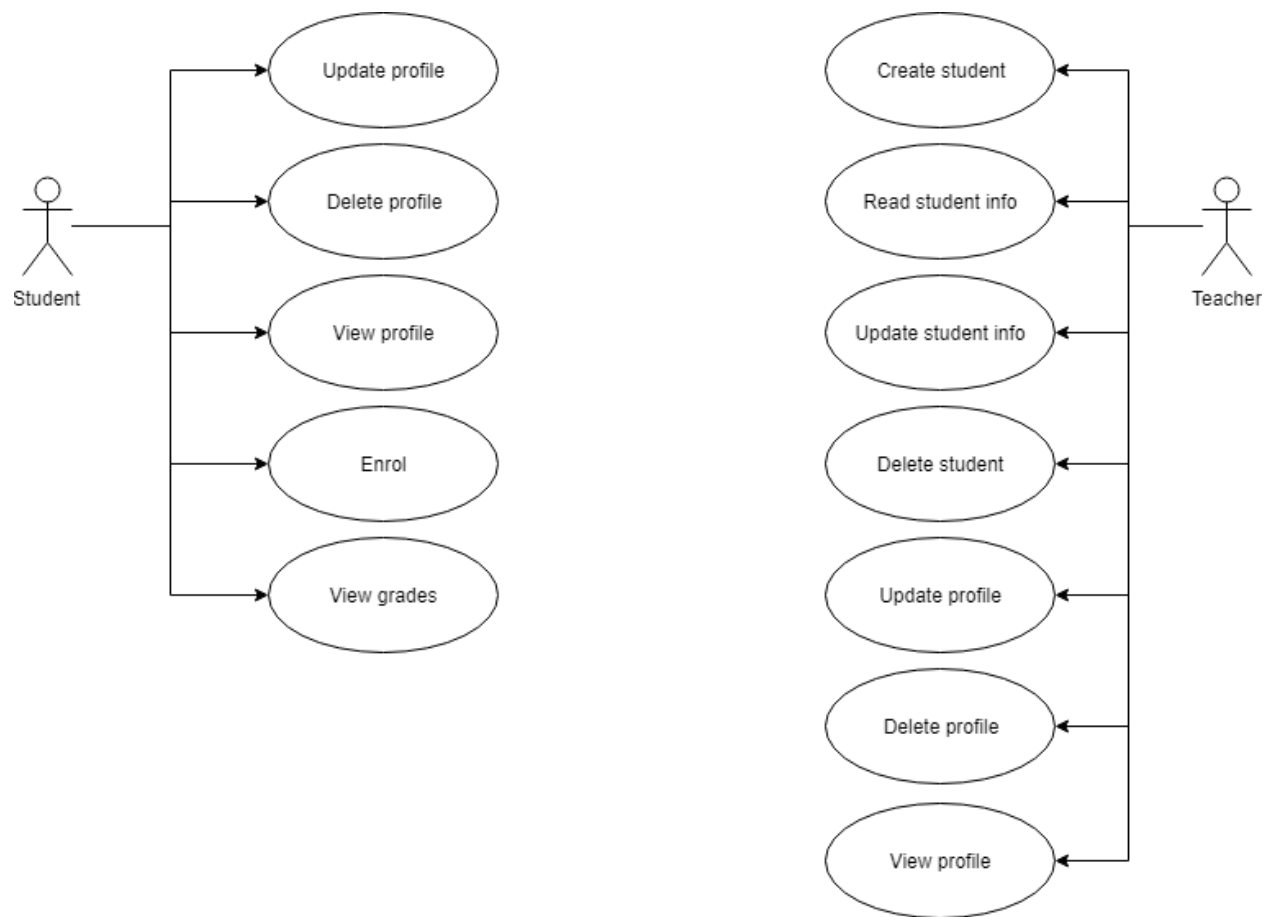 Update profile
Delete profile
Student
View profile
Enrol
View grades
Create student
Read student info
Teacher
Update student info
Delete student
Update profile
Delete profile
View profile